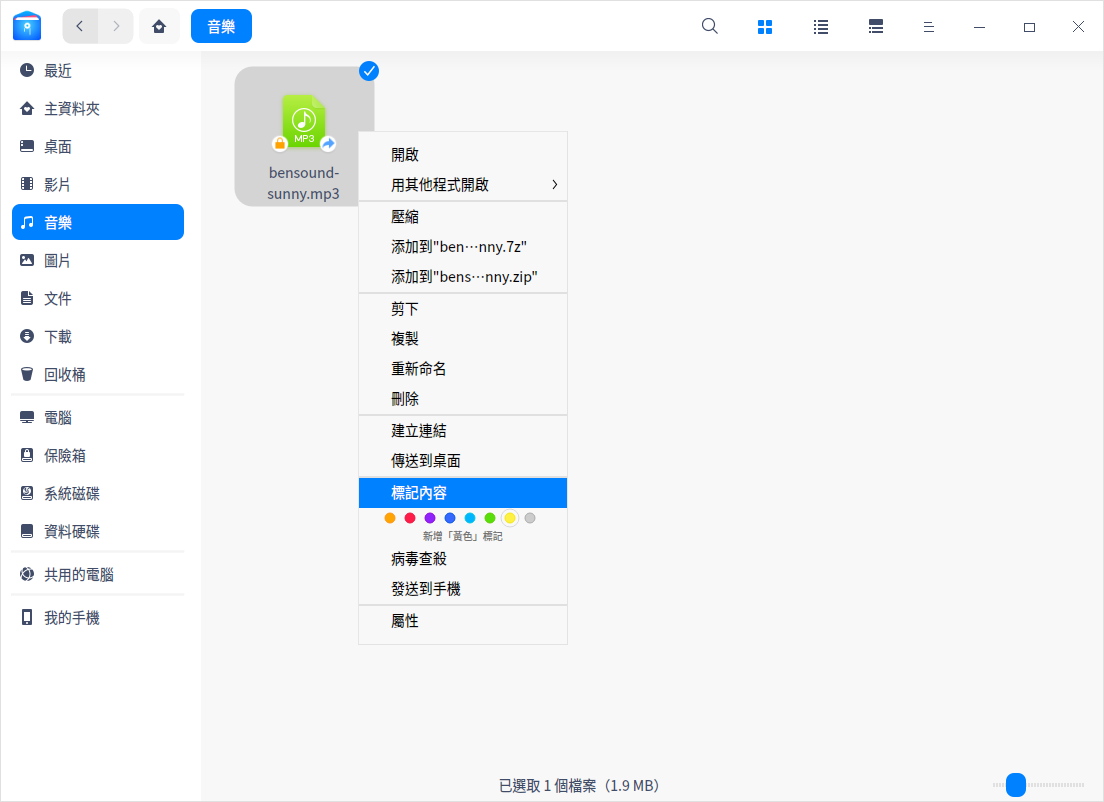 音樂
最近
主資料夾
桌面
影片
音樂
圖片
文件
下載
回收桶
電腦
保險箱
系統磁碟
資料硬碟
共用的電腦
我的手機
MP3
bensound-
sunny.mp3
開啟
用其他程式開啟
壓縮
添加到"ben⋯nny.7z"
添加到"bens⋯nny.zip"
剪下
複製
重新命名
刪除
建立連結
傳送到桌面
標記內容
新增「黃色」標記
病毒查殺
發送到手機
屬性
已選取 1 個檔案（1.9 MB）